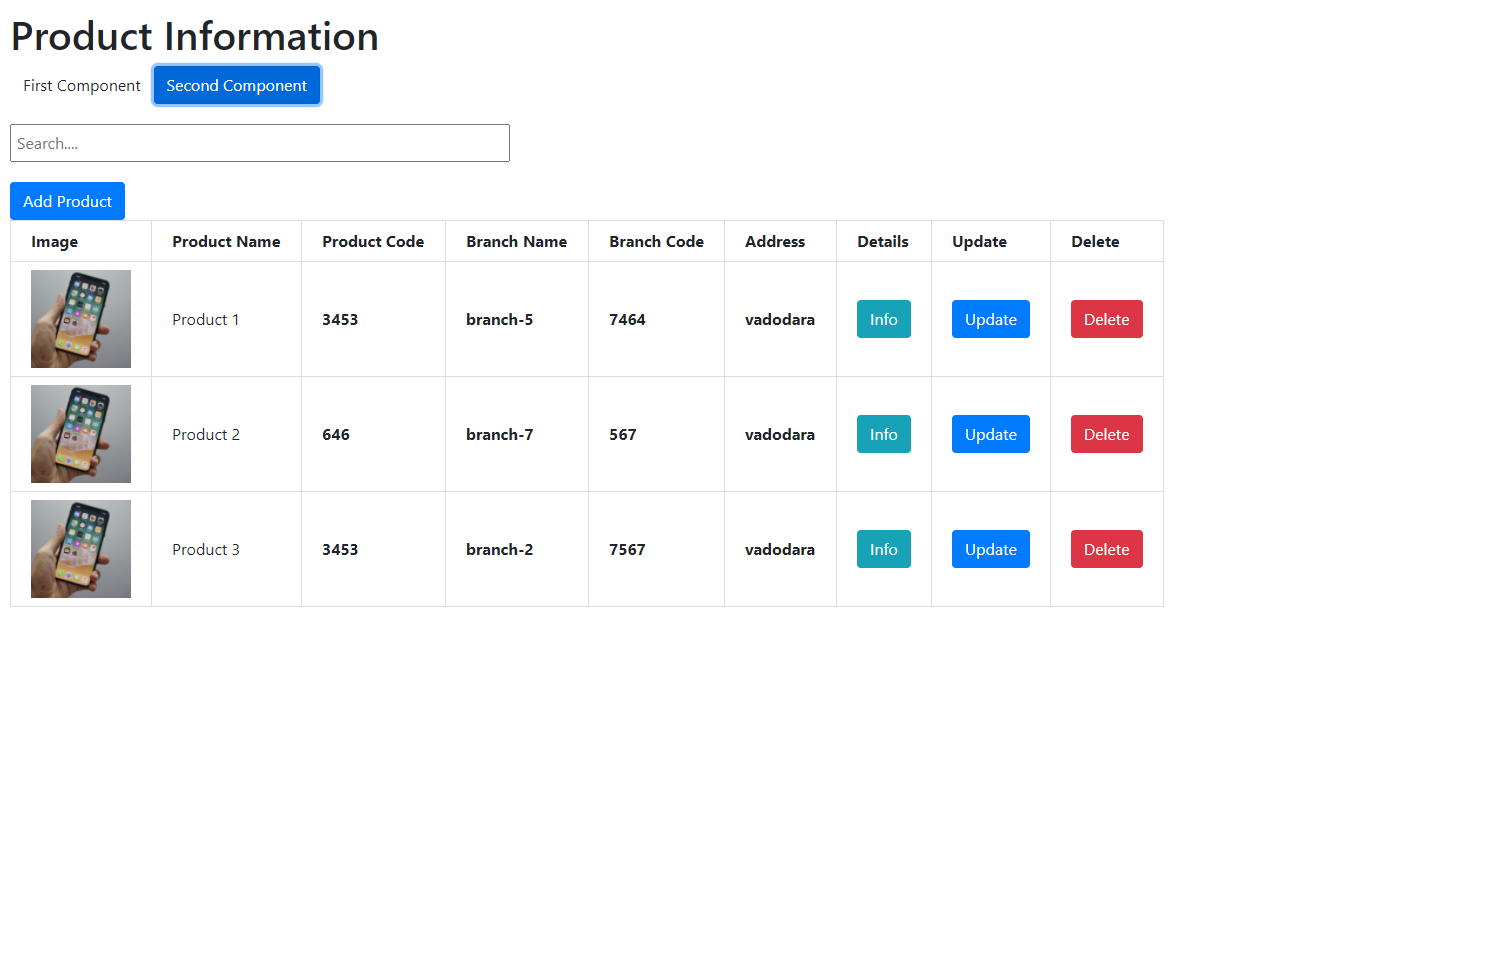 Product Information
First Component Second Component
Search....
Add Product
Image Product Name Product Code Branch Name Branch Code Address Details Update Delete
Product 1 3453 branch-5 7464 vadodara Info Update Delete
Product 2 646 branch-7 567 vadodara Info Update Delete
Product 3 3453 branch-2 7567 vadodara Info Update Delete